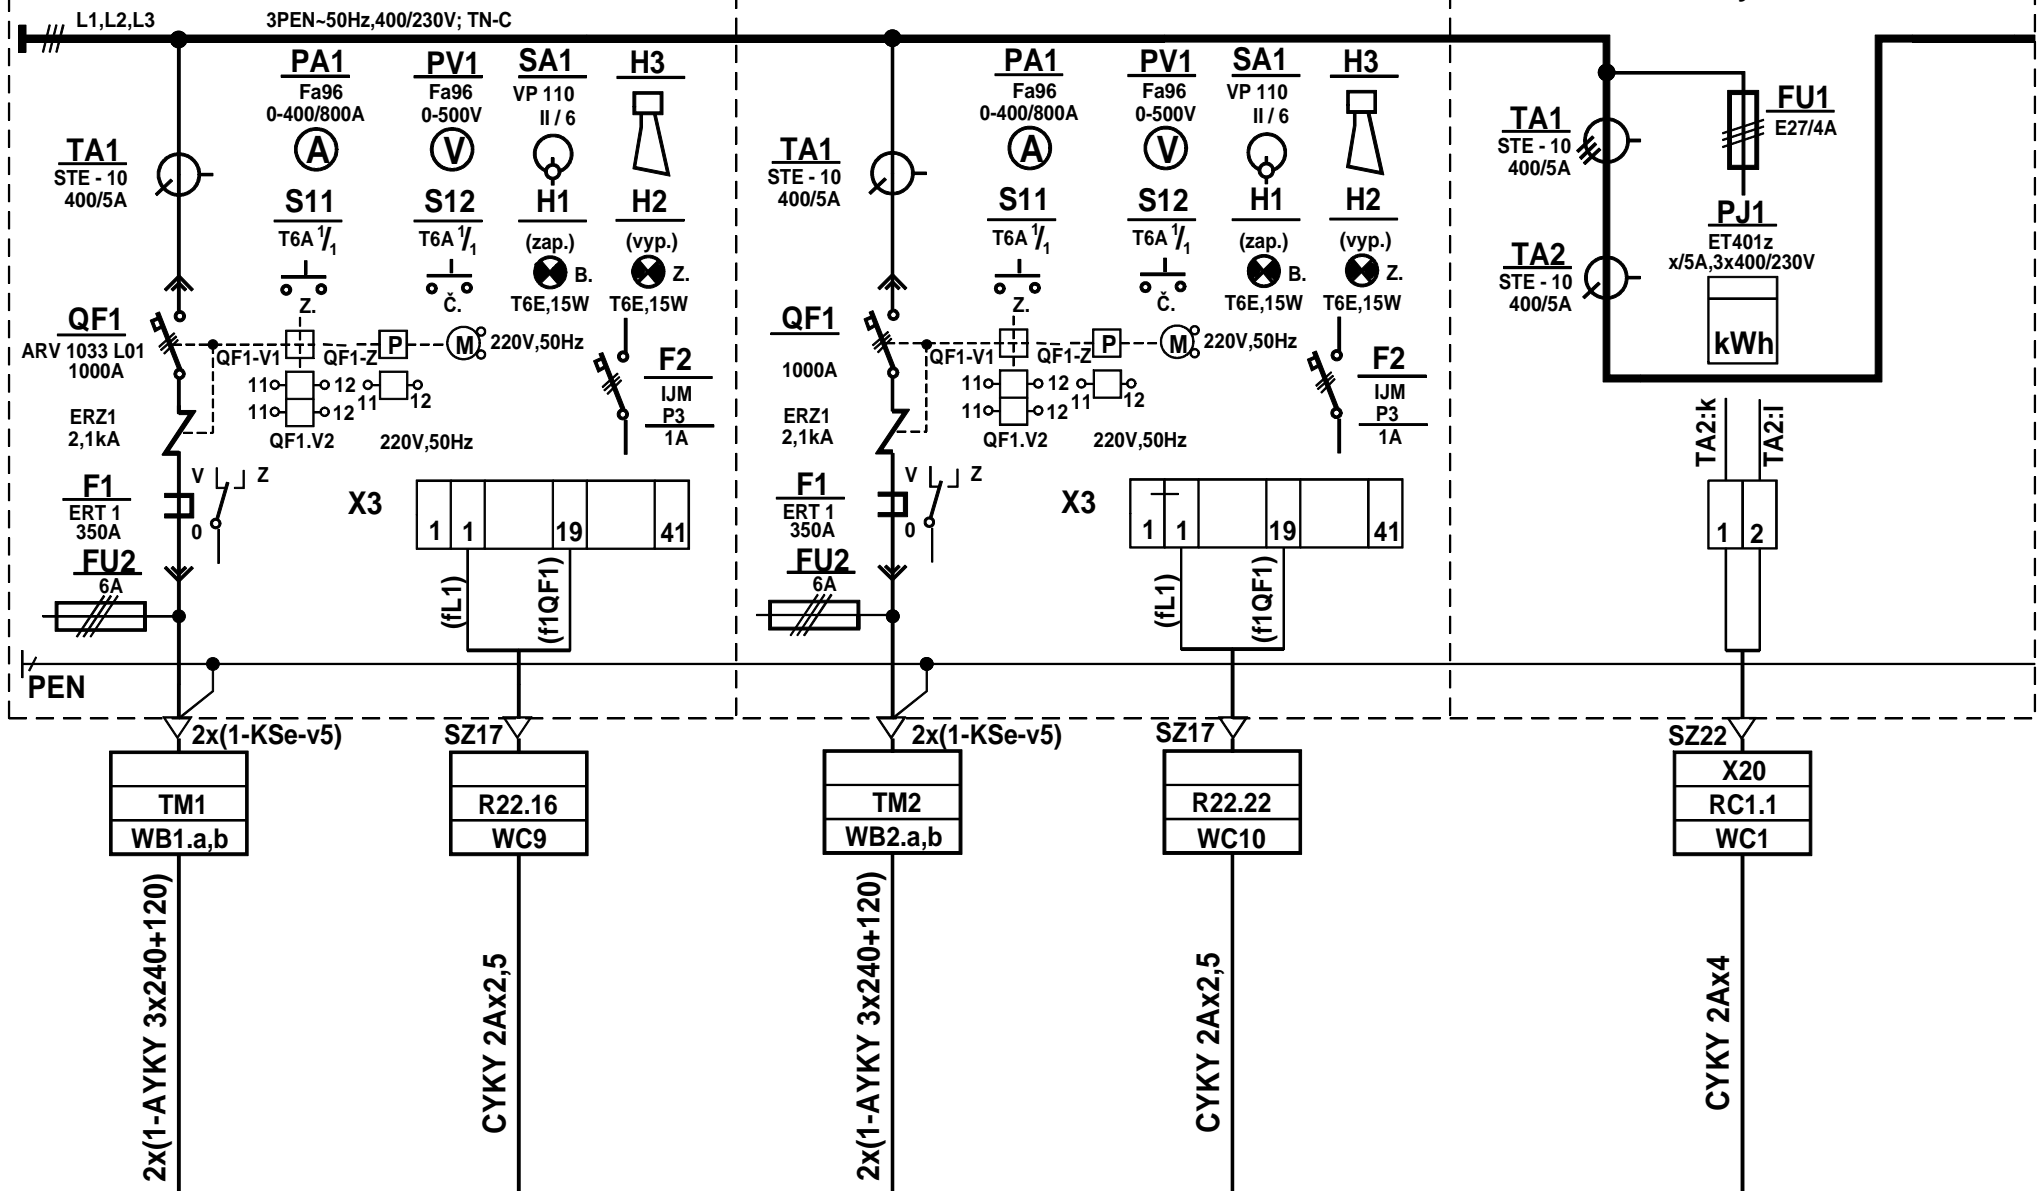 L1,L2,L3
3PEN~50Hz,400/230V; TN-C
PA1
Fa96
0-400/800A
A
PV1
Fa96
0-500V
V
SA1
VP 110
II / 6
H3
TA1
STE - 10
400/5A
S11
T6A 1/1
Z.
S12
T6A 1/1
Č.
H1
(zap.)
B.
T6E,15W
H2
(vyp.)
Z.
T6E,15W
QF1
ARV 1033 L01
1000A
QF1-V1
QF1-Z
P
M
220V,50Hz
11
12
11
12
11
12
QF1.V2
220V,50Hz
F2
IJM
P3
1A
ERZ1
2,1kA
F1
ERT 1
350A
V
Z
0
X3
1
1
19
41
FU2
6A
(fL1)
(f1QF1)
PEN
2x(1-KSe-v5)
SZ17
TM1
WB1.a,b
R22.16
WC9
2x(1-AYKY 3x240+120)
CYKY 2Ax2,5
PA1
Fa96
0-400/800A
A
PV1
Fa96
0-500V
V
SA1
VP 110
II / 6
H3
TA1
STE - 10
400/5A
S11
T6A 1/1
Z.
S12
T6A 1/1
Č.
H1
(zap.)
B.
T6E,15W
H2
(vyp.)
Z.
T6E,15W
QF1
1000A
QF1-V1
QF1-Z
P
M
220V,50Hz
11
12
11
12
11
12
QF1.V2
220V,50Hz
F2
IJM
P3
1A
ERZ1
2,1kA
F1
ERT 1
350A
V
Z
0
X3
1
1
19
41
FU2
6A
(fL1)
(f1QF1)
2x(1-KSe-v5)
SZ17
TM2
WB2.a,b
R22.22
WC10
2x(1-AYKY 3x240+120)
CYKY 2Ax2,5
TA1
STE - 10
400/5A
FU1
E27/4A
PJ1
ET401z
x/5A,3x400/230V
kWh
TA2
STE - 10
400/5A
TA2:k
TA2:l
1
2
SZ22
X20
RC1.1
WC1
CYKY 2Ax4